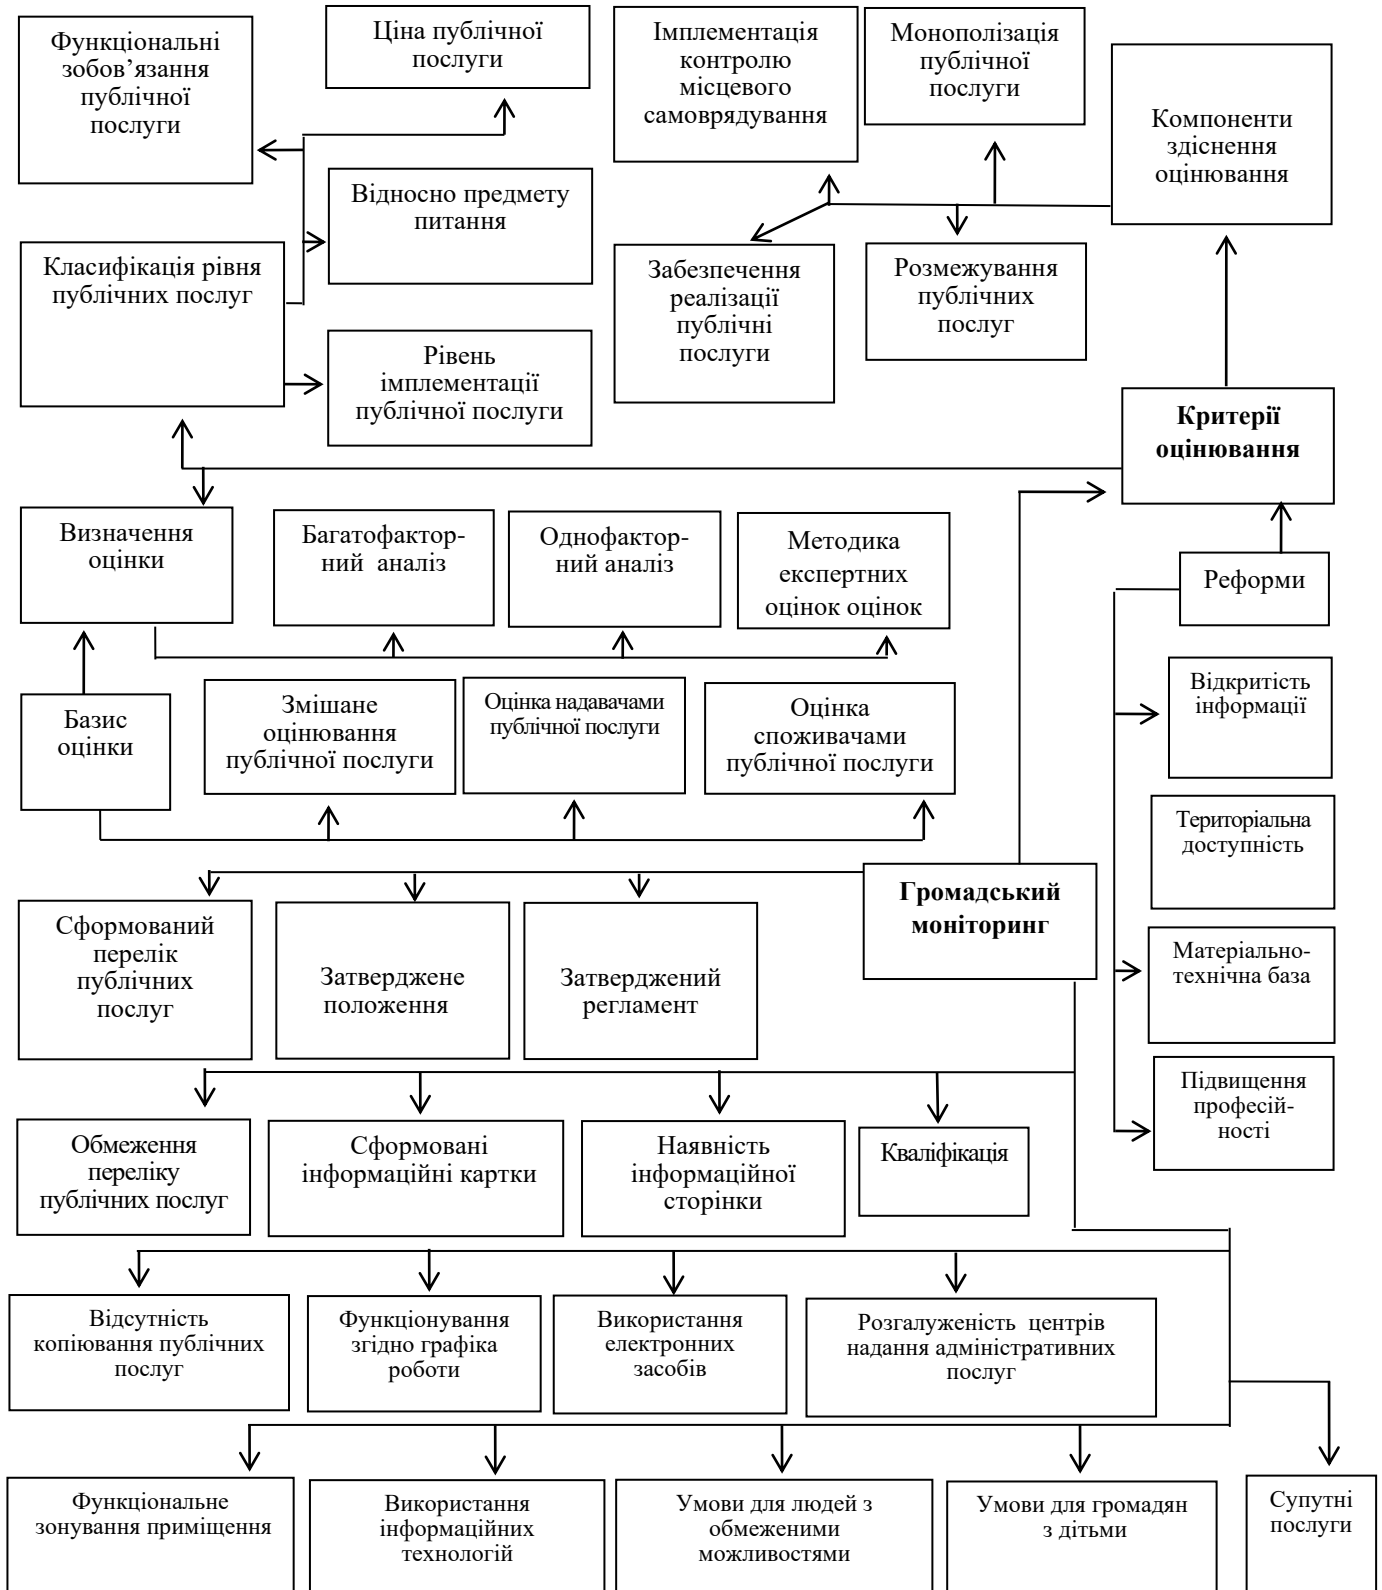 Функціональні
зобов’язання
публічної
послуги
Ціна публічної
послуги
Імплементація
контролю
місцевого
самоврядування
Монополізація
публічної
послуги
Компоненти
здіснення
оцінювання
Відносно предмету
питання
Класифікація рівня
публічних послуг
Забезпечення
реалізації
публічні
послуги
Розмежування
публічних
послуг
Рівень
імплементації
публічної послуги
Критерії
оцінювання
Визначення
оцінки
Багатофактор-
ний аналіз
Однофактор-
ний аналіз
Методика
експертних
оцінок оцінок
Реформи
Базис
оцінки
Змішане
оцінювання
публічної послуги
Оцінка надавачами
публічної послуги
Оцінка
споживачами
публічної послуги
Відкритість
інформації
Територіальна
доступність
Громадський
моніторинг
Сформований
перелік
публічних
послуг
Затверджене
положення
Затверджений
регламент
Матеріально-
технічна база
Підвищення
професій-
ності
Обмеження
переліку
публічних послуг
Сформовані
інформаційні картки
Наявність
інформаційної
сторінки
Кваліфікація
Відсутність
копіювання публічних
послуг
Функціонування
згідно графіка
роботи
Використання
електронних
засобів
Розгалуженість центрів
надання адміністративних
послуг
Функціональне
зонування приміщення
Використання
інформаційних
технологій
Умови для людей з
обмеженими
можливостями
Умови для громадян
з дітьми
Супутні
послуги